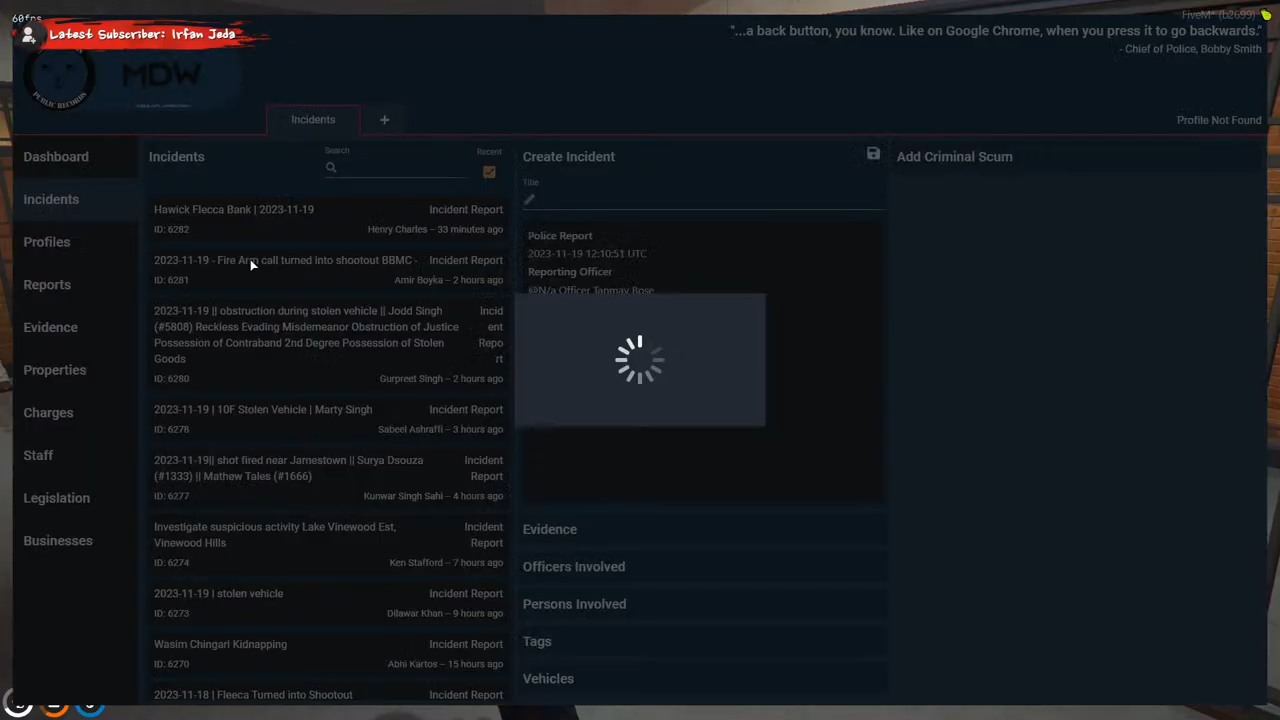 60fps
Latest Subscriber: Irfan Jeda
FiveM* (b2699)
"...a back button, you know. Like on Google Chrome, when you press it to go backwards."
- Chief of Police, Bobby Smith
PUBLIC RECORDS
MDW
Incidents
+
Profile Not Found
Dashboard
Incidents
Profiles
Reports
Evidence
Properties
Charges
Staff
Legislation
Businesses
Incidents
Search
Recent
Hawick Flecca Bank | 2023-11-19
Incident Report
ID: 6282
Henry Charles – 33 minutes ago
2023-11-19 - Fire Arm call turned into shootout BBMC -
Incident Report
ID: 6281
Amir Boyka – 2 hours ago
2023-11-19 || obstruction during stolen vehicle || Jodd Singh
(#5808) Reckless Evading Misdemeanor Obstruction of Justice
Possession of Contraband 2nd Degree Possession of Stolen
Goods
Incid
ent
Repo
rt
ID: 6280
Gurpreet Singh – 2 hours ago
2023-11-19 | 10F Stolen Vehicle | Marty Singh
Incident Report
ID: 6278
Sabeel Ashraffi – 3 hours ago
2023-11-19|| shot fired near Jamestown || Surya Dsouza
(#1333) || Mathew Tales (#1666)
Incident
Report
ID: 6277
Kunwar Singh Sahi – 4 hours ago
Investigate suspicious activity Lake Vinewood Est,
Vinewood Hills
Incident
Report
ID: 6274
Ken Stafford – 7 hours ago
2023-11-19 | stolen vehicle
Incident Report
ID: 6273
Dilawar Khan – 9 hours ago
Wasim Chingari Kidnapping
Incident Report
ID: 6270
Abhi Kartos – 15 hours ago
2023-11-18 | Fleeca Turned into Shootout
Incident Report
Create Incident
Title
Police Report
2023-11-19 12:10:51 UTC
Reporting Officer
@N/a Officer Tanmay Bose
Evidence
Officers Involved
Persons Involved
Tags
Vehicles
Add Criminal Scum